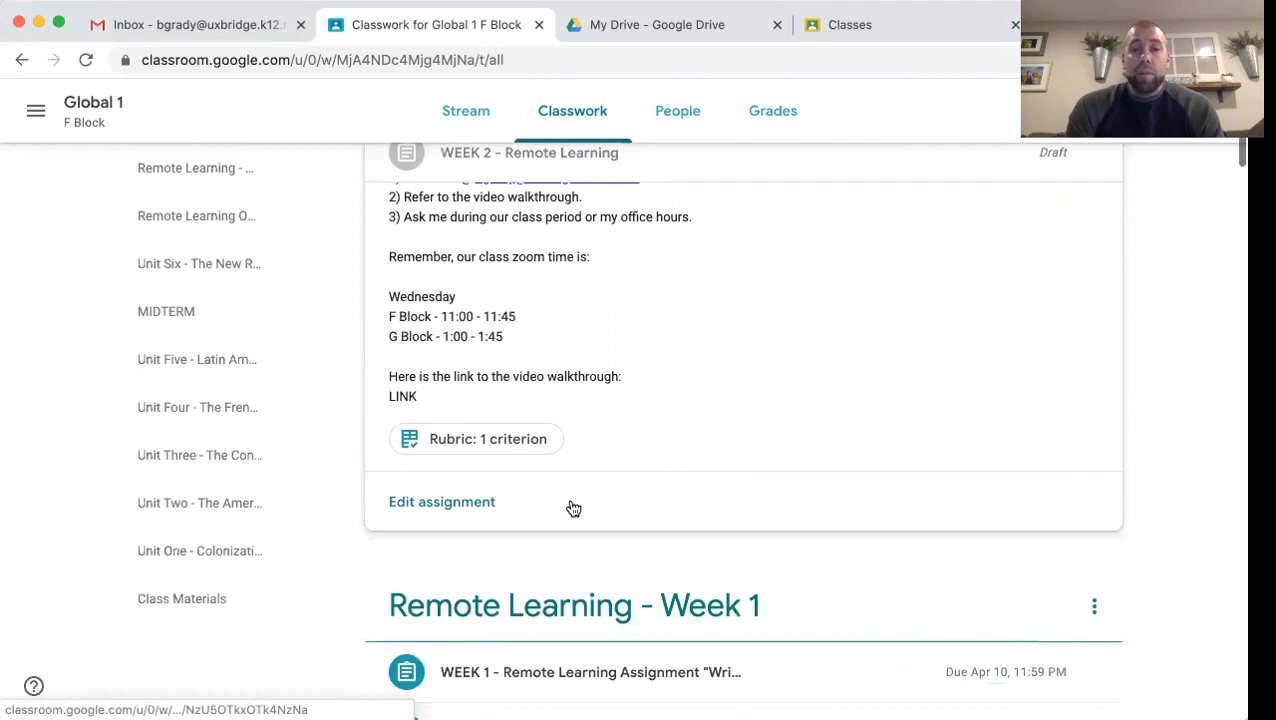 Inbox - bgrady@uxbridge.k12.
Classwork for Global 1 F Block
My Drive - Google Drive
Classes
classroom.google.com/u/0/w/MjA4NDc4Mjg4MjNa/t/all
Global 1
F Block
Stream
Classwork
People
Grades
Remote Learning - ...
Remote Learning O...
Unit Six - The New R...
MIDTERM
Unit Five - Latin Am...
Unit Four - The Fren...
Unit Three - The Con...
Unit Two - The Amer...
Unit One - Colonizati...
Class Materials
WEEK 2 - Remote Learning
Draft
2) Refer to the video walkthrough.
3) Ask me during our class period or my office hours.
Remember, our class zoom time is:
Wednesday
F Block - 11:00 - 11:45
G Block - 1:00 - 1:45
Here is the link to the video walkthrough:
LINK
Rubric: 1 criterion
Edit assignment
Remote Learning - Week 1
WEEK 1 - Remote Learning Assignment "Wri...
Due Apr 10, 11:59 PM
classroom.google.com/u/0/w/.../NzU5OTkxOTk4NzNa